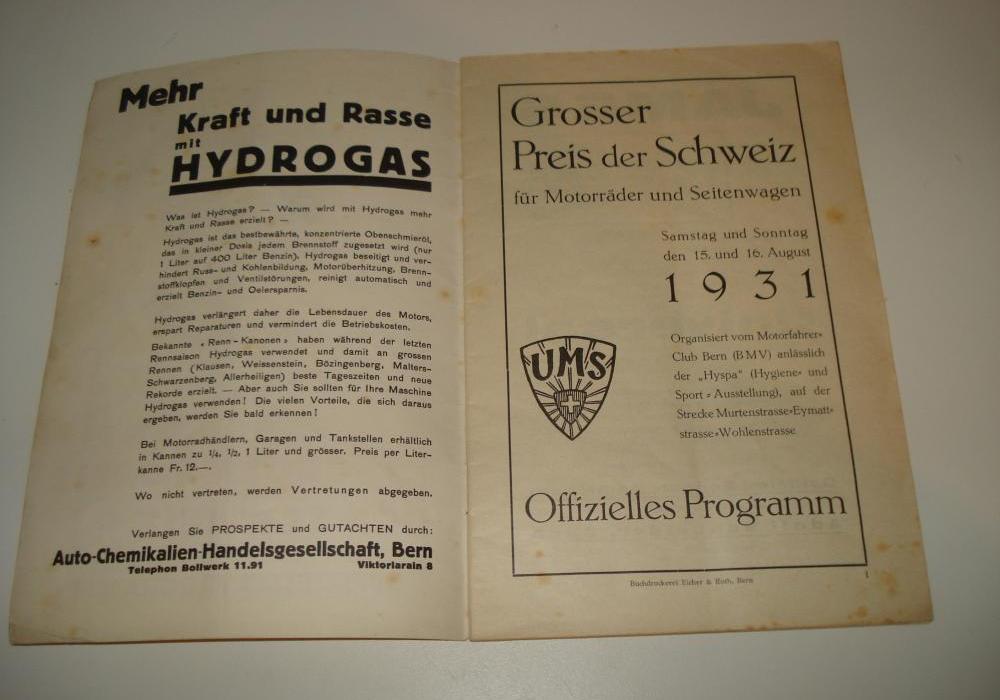 Mehr
Kraft und Rasse
mit
HYDROGAS
Was ist Hydrogas? — Warum wird mit Hydrogas mehr
Kraft und Rasse erzielt? —
Hydrogas ist das bestbewährte, konzentrierte Obenschmieröl,
das in kleiner Dosis jedem Brennstoff zugesetzt wird (nur
1 Liter auf 400 Liter Benzin). Hydrogas beseitigt und ver-
hindert Russ- und Kohlenbildung, Motorüberhitzung, Brenn-
stoffklopfen und Ventilstörungen, reinigt automatisch und
erzielt Benzin- und Oelersparnis.
Hydrogas verlängert daher die Lebensdauer des Motors,
erspart Reparaturen und vermindert die Betriebskosten.
Bekannte «Renn-Kanonen» haben während der letzten
Rennsaison Hydrogas verwendet und damit an grossen
Rennen (Klausen, Weissenstein, Bözingenberg, Malters-
Schwarzenberg, Allerheiligen) beste Tageszeiten und neue
Rekorde erzielt. — Aber auch Sie sollten für Ihre Maschine
Hydrogas verwenden! Die vielen Vorteile, die sich daraus
ergeben, werden Sie bald erkennen!
Bei Motorradhändlern, Garagen und Tankstellen erhältlich
in Kannen zu 1/4, 1/2, 1 Liter und grösser. Preis per Liter-
kanne Fr. 12.—.
Wo nicht vertreten, werden Vertretungen abgegeben.
Verlangen Sie PROSPEKTE und GUTACHTEN durch:
Auto-Chemikalien-Handelsgesellschaft, Bern
Telephon Bollwerk 11.91 Viktoriarain 8
Grosser
Preis der Schweiz
für Motorräder und Seitenwagen
Samstag und Sonntag
den 15. und 16. August
1931
UMS
Organisiert vom Motorfahrer-
Club Bern (BMV) anlässlich
der „Hyspa" (Hygiene- und
Sport-Ausstellung), auf der
Strecke Murtenstrasse-Eymatt-
strasse-Wohlenstrasse
Offizielles Programm
Buchdruckerei Eicher & Roth, Bern
1